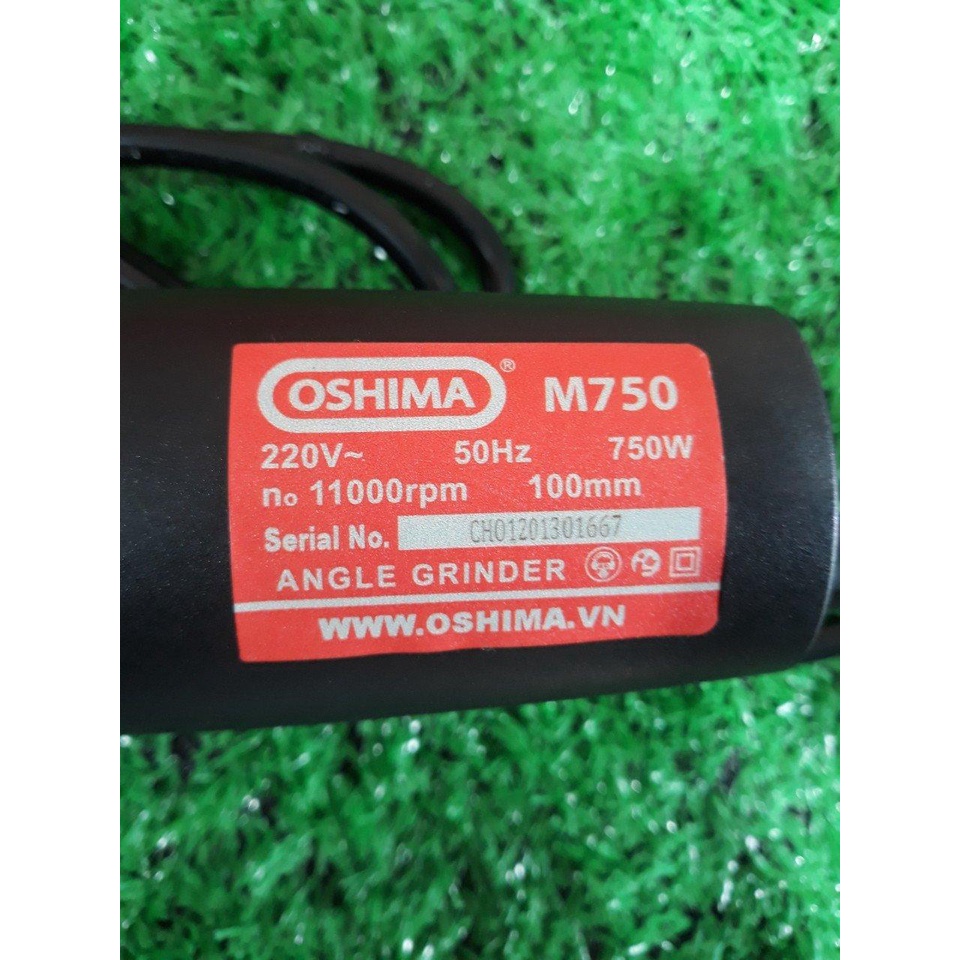 OSHIMA® M750
220V~ 50Hz 750W
no 11000rpm 100mm
Serial No. CH01201301667
ANGLE GRINDER
WWW.OSHIMA.VN